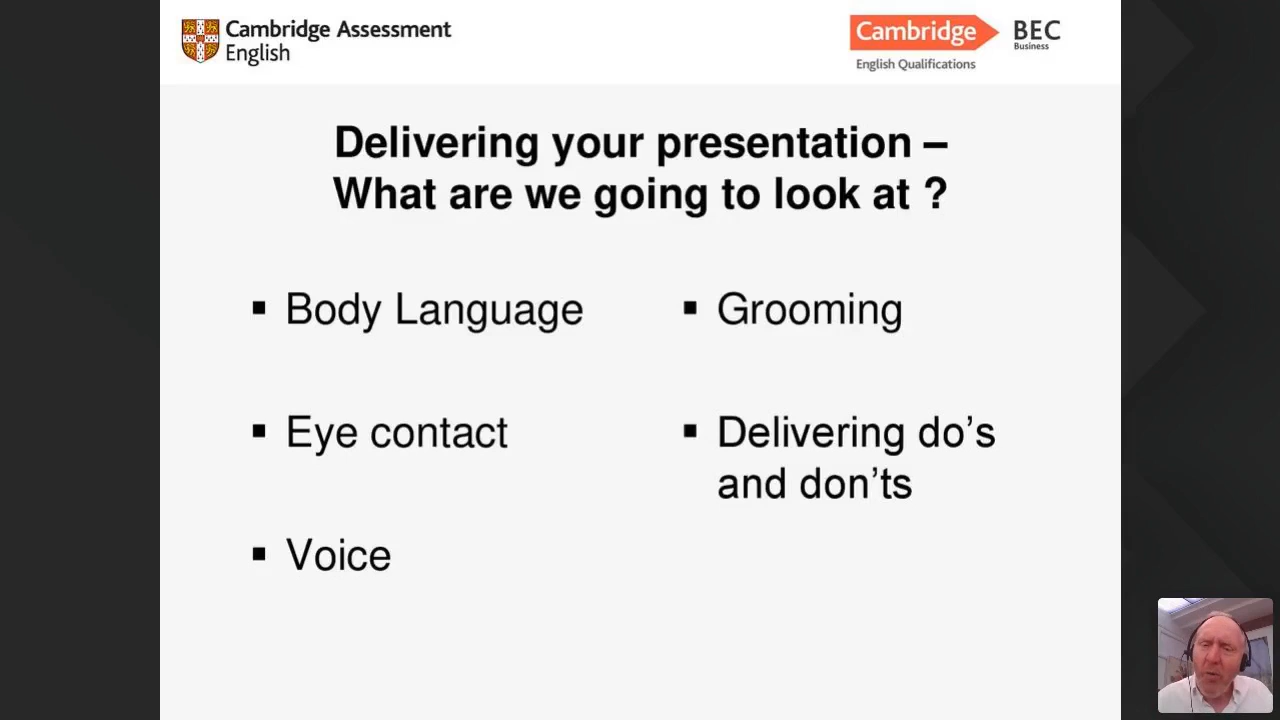 Cambridge Assessment
English
Cambridge
English Qualifications
BEC
Business
Delivering your presentation –
What are we going to look at ?
▪ Body Language
▪ Eye contact
▪ Voice
▪ Grooming
▪ Delivering do’s
and don’ts